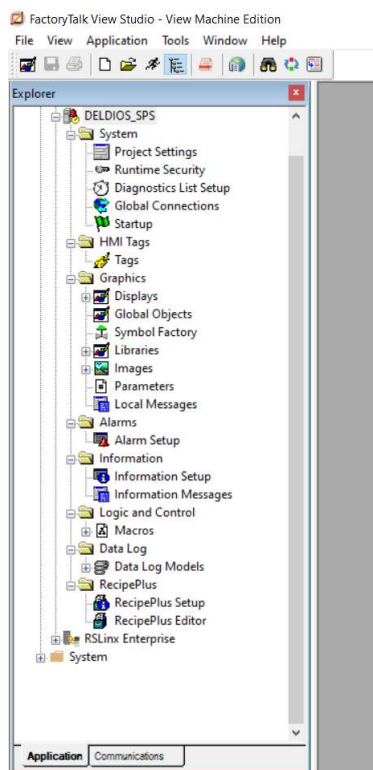 FactoryTalk View Studio - View Machine Edition
File View Application Tools Window Help
Explorer
DELDIOS_SPS
System
Project Settings
Runtime Security
Diagnostics List Setup
Global Connections
Startup
HMI Tags
Tags
Graphics
Displays
Global Objects
Symbol Factory
Libraries
Images
Parameters
Local Messages
Alarms
Alarm Setup
Information
Information Setup
Information Messages
Logic and Control
Macros
Data Log
Data Log Models
RecipePlus
RecipePlus Setup
RecipePlus Editor
RSLinx Enterprise
System
Application Communications